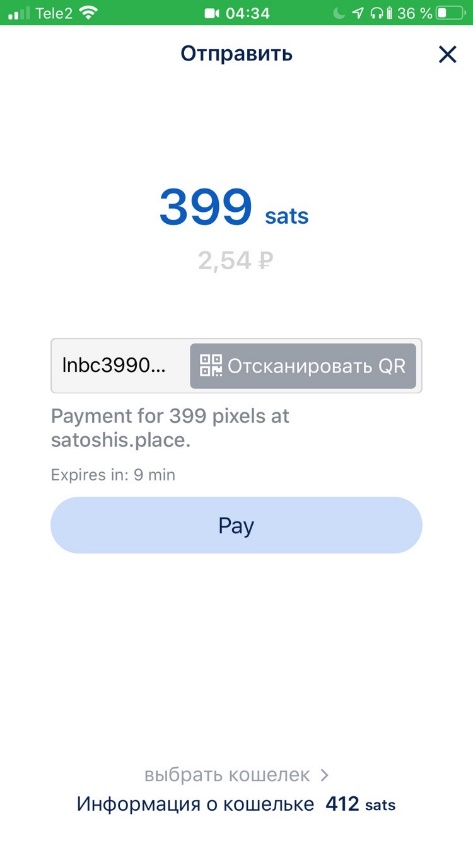 Tele2 04:34 36 %
Отправить
399 sats
2,54 ₽
lnbc3990... Отсканировать QR
Payment for 399 pixels at
satoshis.place.
Expires in: 9 min
Pay
выбрать кошелек
Информация о кошельке 412 sats